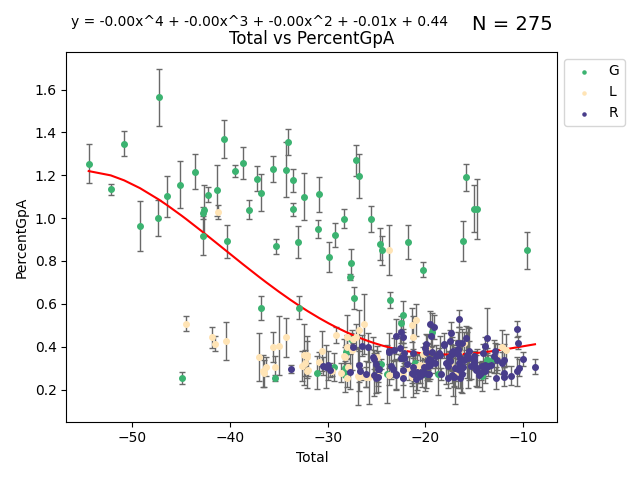 y = -0.00x^4 + -0.00x^3 + -0.00x^2 + -0.01x + 0.44
N = 275
Total vs PercentGpA
G
L
R
1.6
1.4
1.2
1.0
0.8
0.6
0.4
0.2
PercentGpA
−50
−40
−30
−20
−10
Total